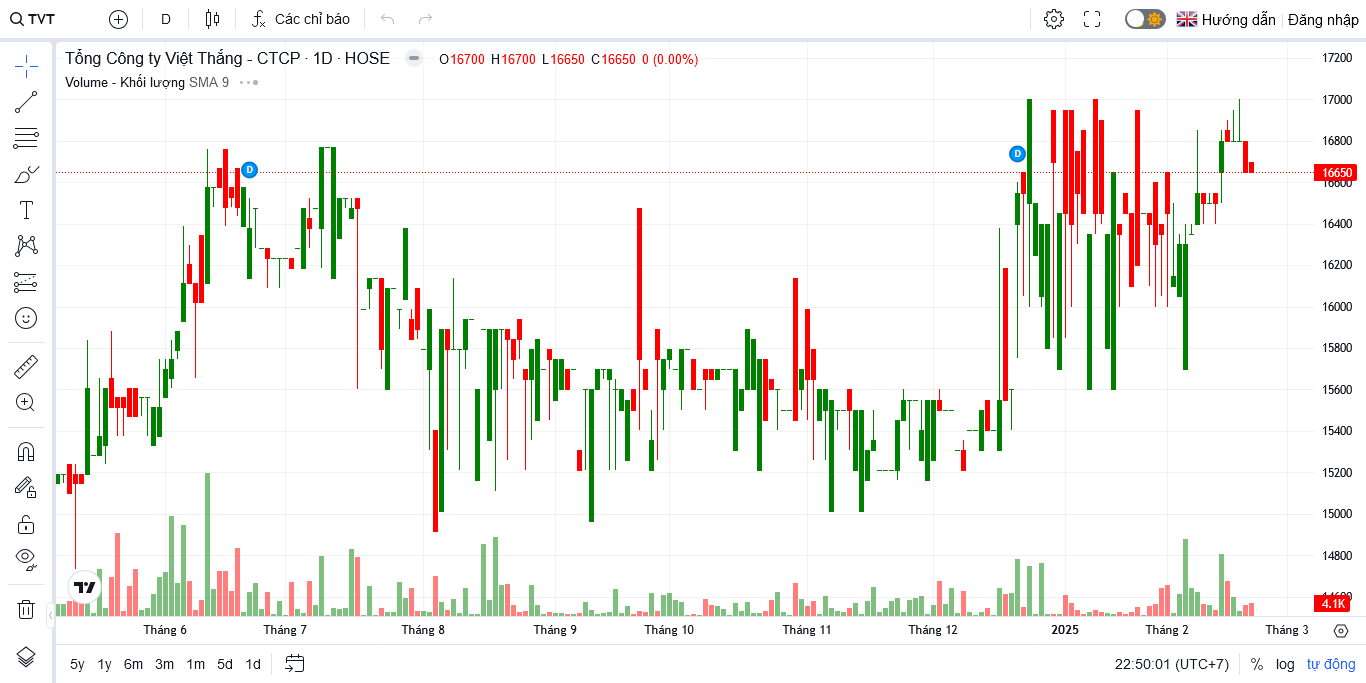 TVT D Các chỉ báo Hướng dẫn Đăng nhập
Tổng Công ty Việt Thắng - CTCP · 1D · HOSE O16700 H16700 L16650 C16650 0 (0.00%)
Volume - Khối lượng SMA 9
17200
17000
16800
16650
16600
16400
16200
16000
15800
15600
15400
15200
15000
14800
4.1K
D
D
Tháng 6 Tháng 7 Tháng 8 Tháng 9 Tháng 10 Tháng 11 Tháng 12 2025 Tháng 2 Tháng 3
5y 1y 6m 3m 1m 5d 1d 22:50:01 (UTC+7) % log tự động